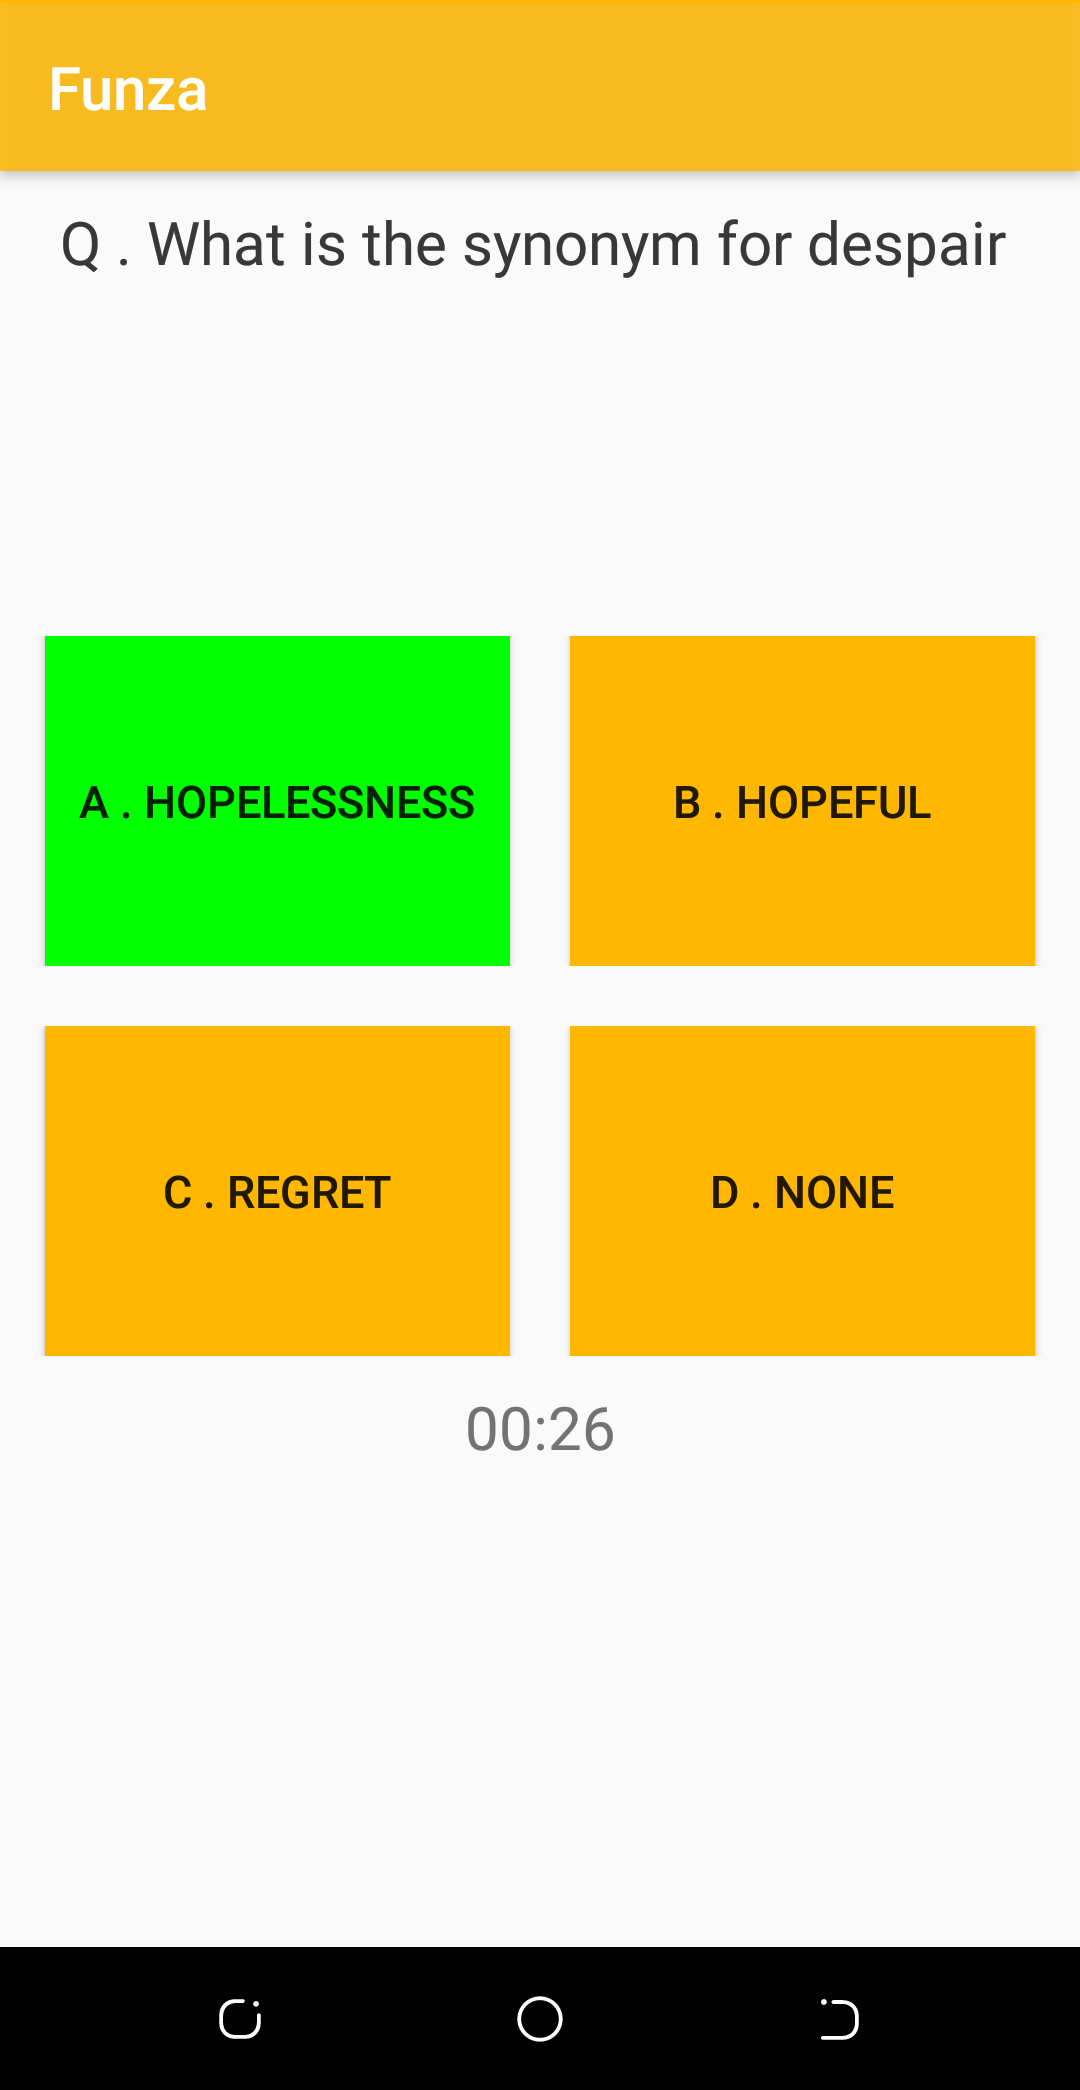 Funza
Q . What is the synonym for despair
A . HOPELESSNESS
B . HOPEFUL
C . REGRET
D . NONE
00:26